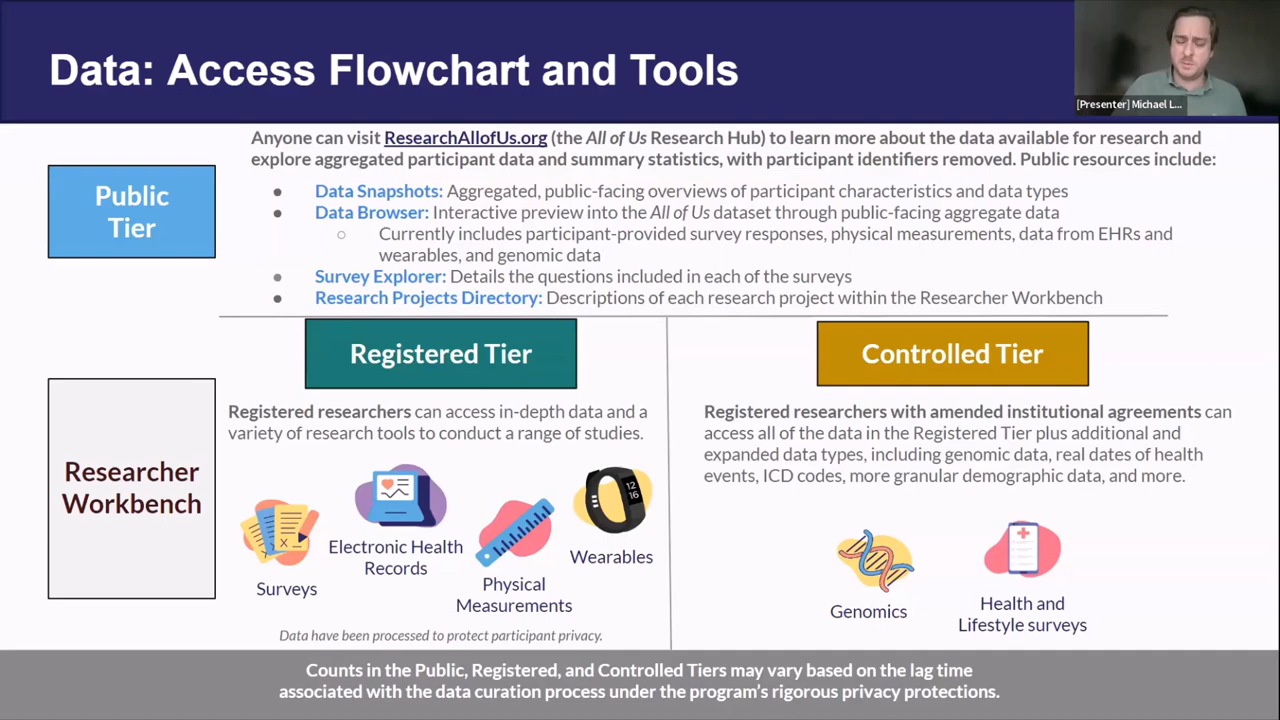 Data: Access Flowchart and Tools
[Presenter] Michael L...
Anyone can visit ResearchAllofUs.org (the All of Us Research Hub) to learn more about the data available for research and
explore aggregated participant data and summary statistics, with participant identifiers removed. Public resources include:
Public
Tier
● Data Snapshots: Aggregated, public-facing overviews of participant characteristics and data types
● Data Browser: Interactive preview into the All of Us dataset through public-facing aggregate data
○ Currently includes participant-provided survey responses, physical measurements, data from EHRs and
wearables, and genomic data
● Survey Explorer: Details the questions included in each of the surveys
● Research Projects Directory: Descriptions of each research project within the Researcher Workbench
Researcher
Workbench
Registered Tier
Registered researchers can access in-depth data and a
variety of research tools to conduct a range of studies.
Surveys
Electronic Health
Records
Physical
Measurements
12
16
Wearables
Data have been processed to protect participant privacy.
Controlled Tier
Registered researchers with amended institutional agreements can
access all of the data in the Registered Tier plus additional and
expanded data types, including genomic data, real dates of health
events, ICD codes, more granular demographic data, and more.
Genomics
Health and
Lifestyle surveys
Counts in the Public, Registered, and Controlled Tiers may vary based on the lag time
associated with the data curation process under the program's rigorous privacy protections.